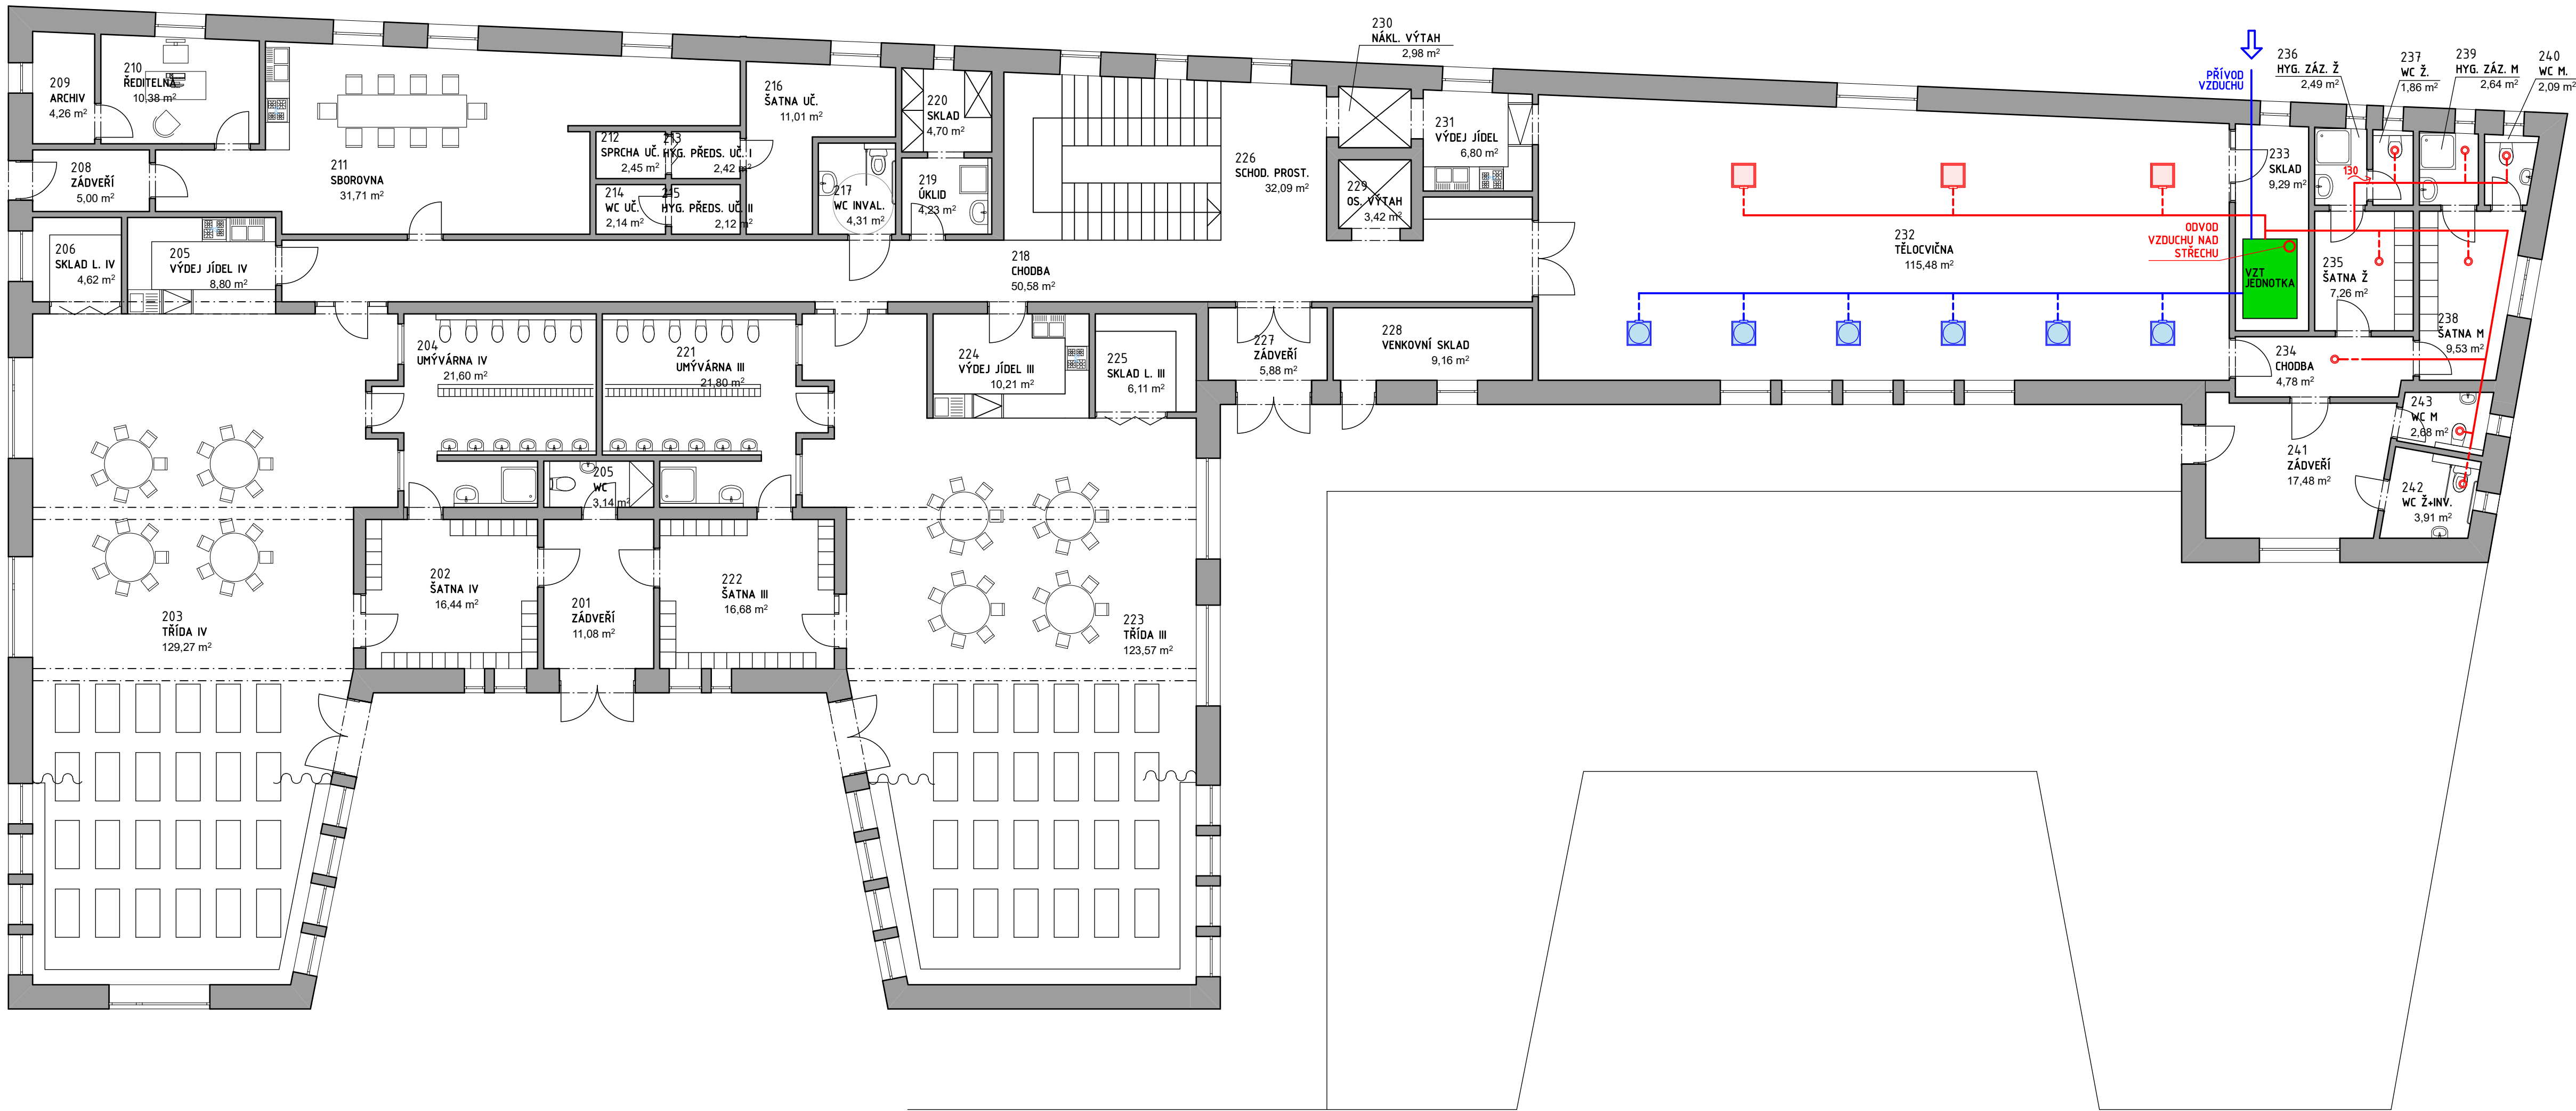 209
ARCHIV
4,26 m²
210
ŘEDITELNA
10,38 m²
208
ZÁDVEŘÍ
5,00 m²
211
SBOROVNA
31,71 m²
206
SKLAD L. IV
4,62 m²
205
VÝDEJ JÍDEL IV
8,80 m²
212
SPRCHA UČ.
2,45 m²
213
HYG. PŘEDS. UČ. I
2,42 m²
214
WC UČ.
2,14 m²
215
HYG. PŘEDS. UČ. II
2,12 m²
216
ŠATNA UČ.
11,01 m²
217
WC INVAL.
4,31 m²
220
SKLAD
4,70 m²
219
ÚKLID
4,23 m²
218
CHODBA
50,58 m²
226
SCHOD. PROST.
32,09 m²
230
NÁKL. VÝTAH
2,98 m²
229
OS. VÝTAH
3,42 m²
231
VÝDEJ JÍDEL
6,80 m²
232
TĚLOCVIČNA
115,48 m²
PŘÍVOD
VZDUCHU
ODVOD
VZDUCHU NAD
STŘECHU
VZT
JEDNOTKA
233
SKLAD
9,29 m²
236
HYG. ZÁZ. Ž
2,49 m²
237
WC Ž.
1,86 m²
239
HYG. ZÁZ. M
2,64 m²
240
WC M.
2,09 m²
130
235
ŠATNA Ž
7,26 m²
238
ŠATNA M
9,53 m²
234
CHODBA
4,78 m²
243
WC M
2,68 m²
241
ZÁDVEŘÍ
17,48 m²
242
WC Ž+INV.
3,91 m²
204
UMÝVÁRNA IV
21,60 m²
221
UMÝVÁRNA III
21,80 m²
224
VÝDEJ JÍDEL III
10,21 m²
225
SKLAD L. III
6,11 m²
227
ZÁDVEŘÍ
5,88 m²
228
VENKOVNÍ SKLAD
9,16 m²
205
WC
3,14 m²
202
ŠATNA IV
16,44 m²
201
ZÁDVEŘÍ
11,08 m²
222
ŠATNA III
16,68 m²
203
TŘÍDA IV
129,27 m²
223
TŘÍDA III
123,57 m²